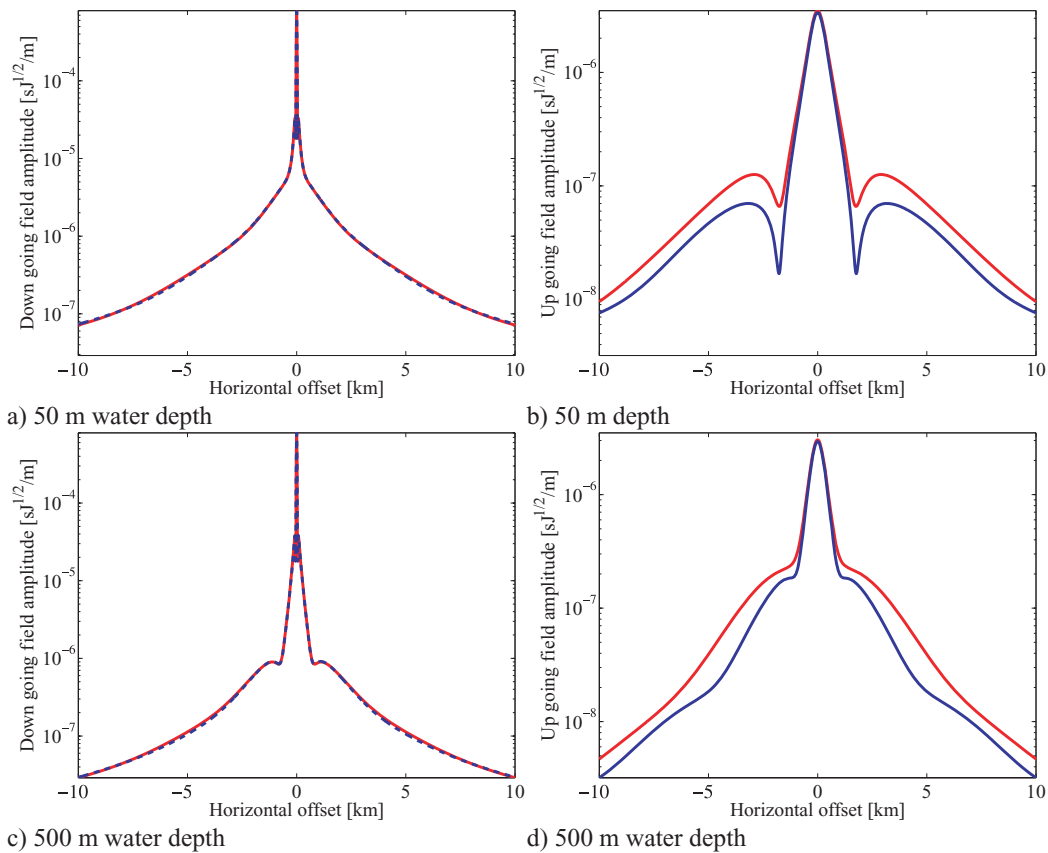 Down going field amplitude [sJ^1/2/m]
10^−4
10^−5
10^−6
10^−7
−10 −5 0 5 10
Horizontal offset [km]
a) 50 m water depth
Up going field amplitude [sJ^1/2/m]
10^−6
10^−7
10^−8
−10 −5 0 5 10
Horizontal offset [km]
b) 50 m depth
Down going field amplitude [sJ^1/2/m]
10^−4
10^−5
10^−6
10^−7
−10 −5 0 5 10
Horizontal offset [km]
c) 500 m water depth
Up going field amplitude [sJ^1/2/m]
10^−6
10^−7
10^−8
−10 −5 0 5 10
Horizontal offset [km]
d) 500 m water depth